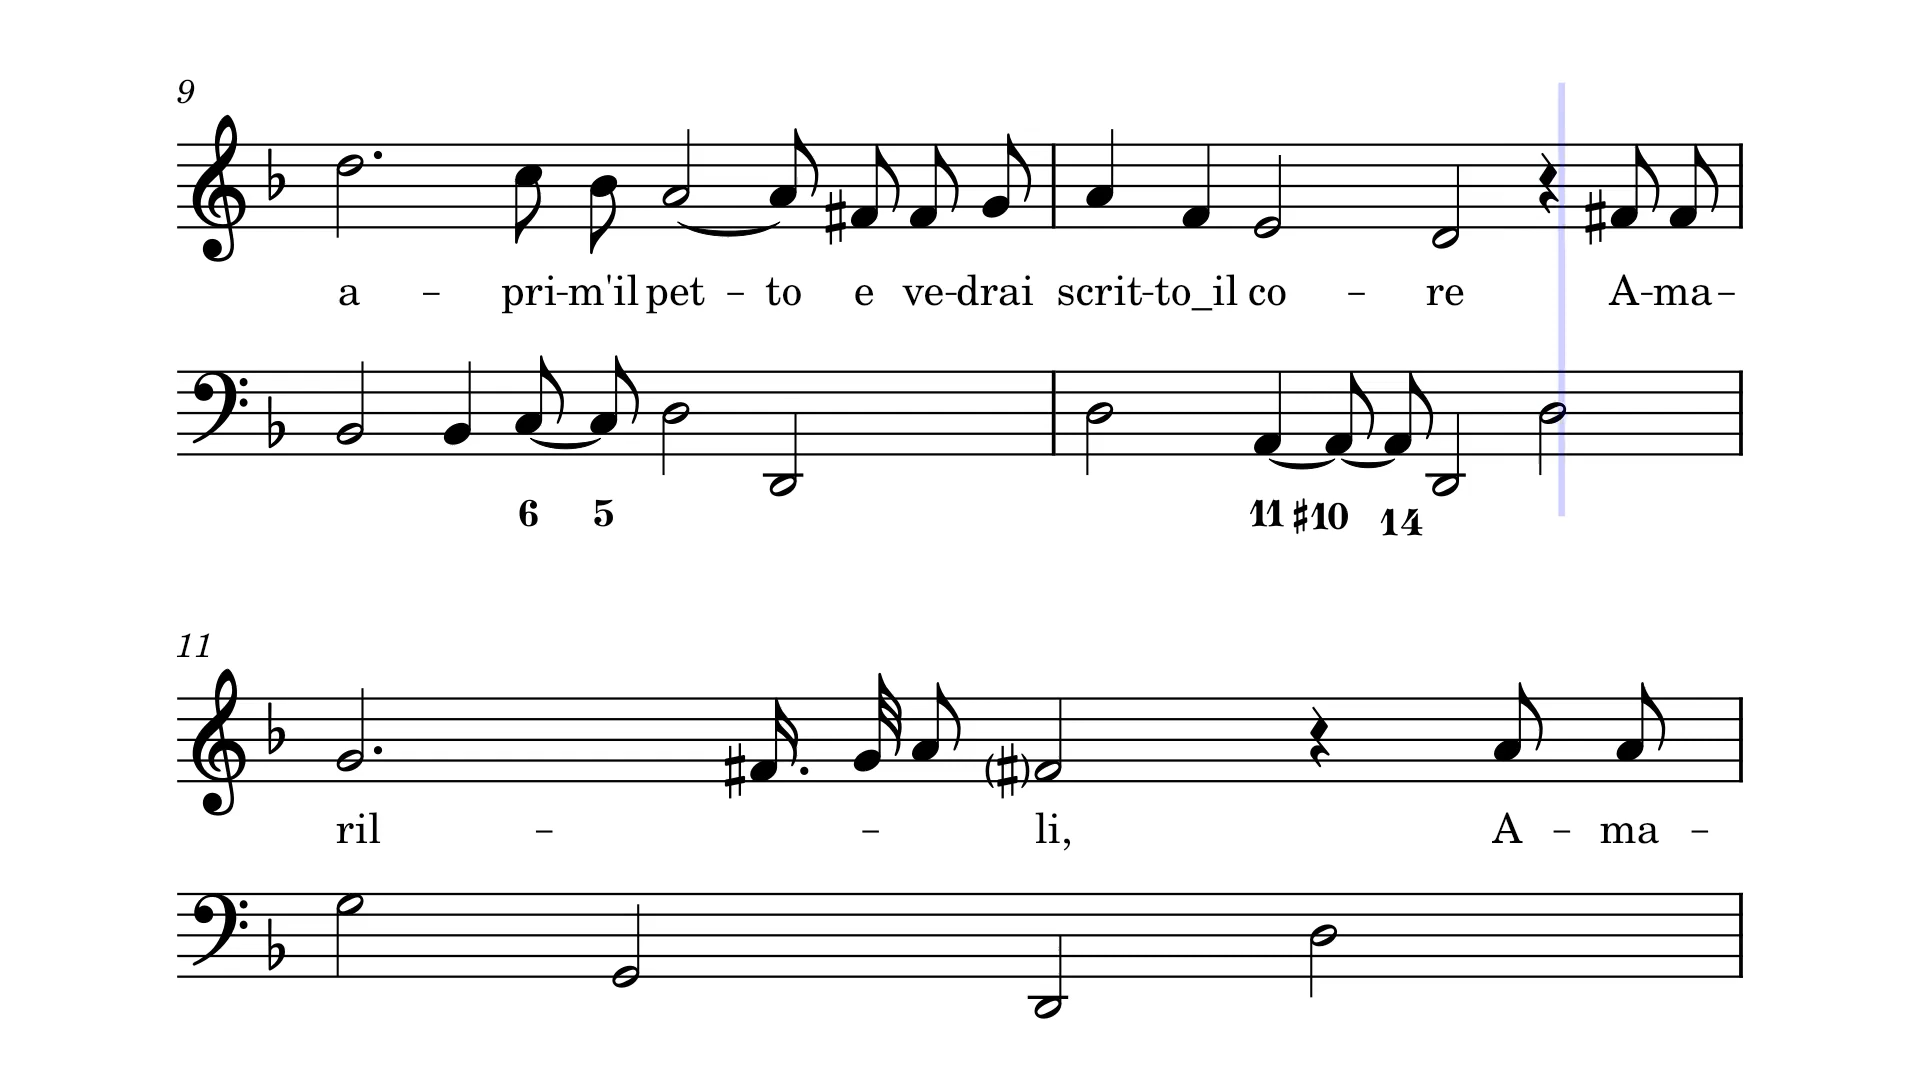 9
a – pri-m'il pet – to e ve-drai scrit-to_il co – re A-ma –
6 5 11 ♯10 14
11
ril – – li, A – ma –